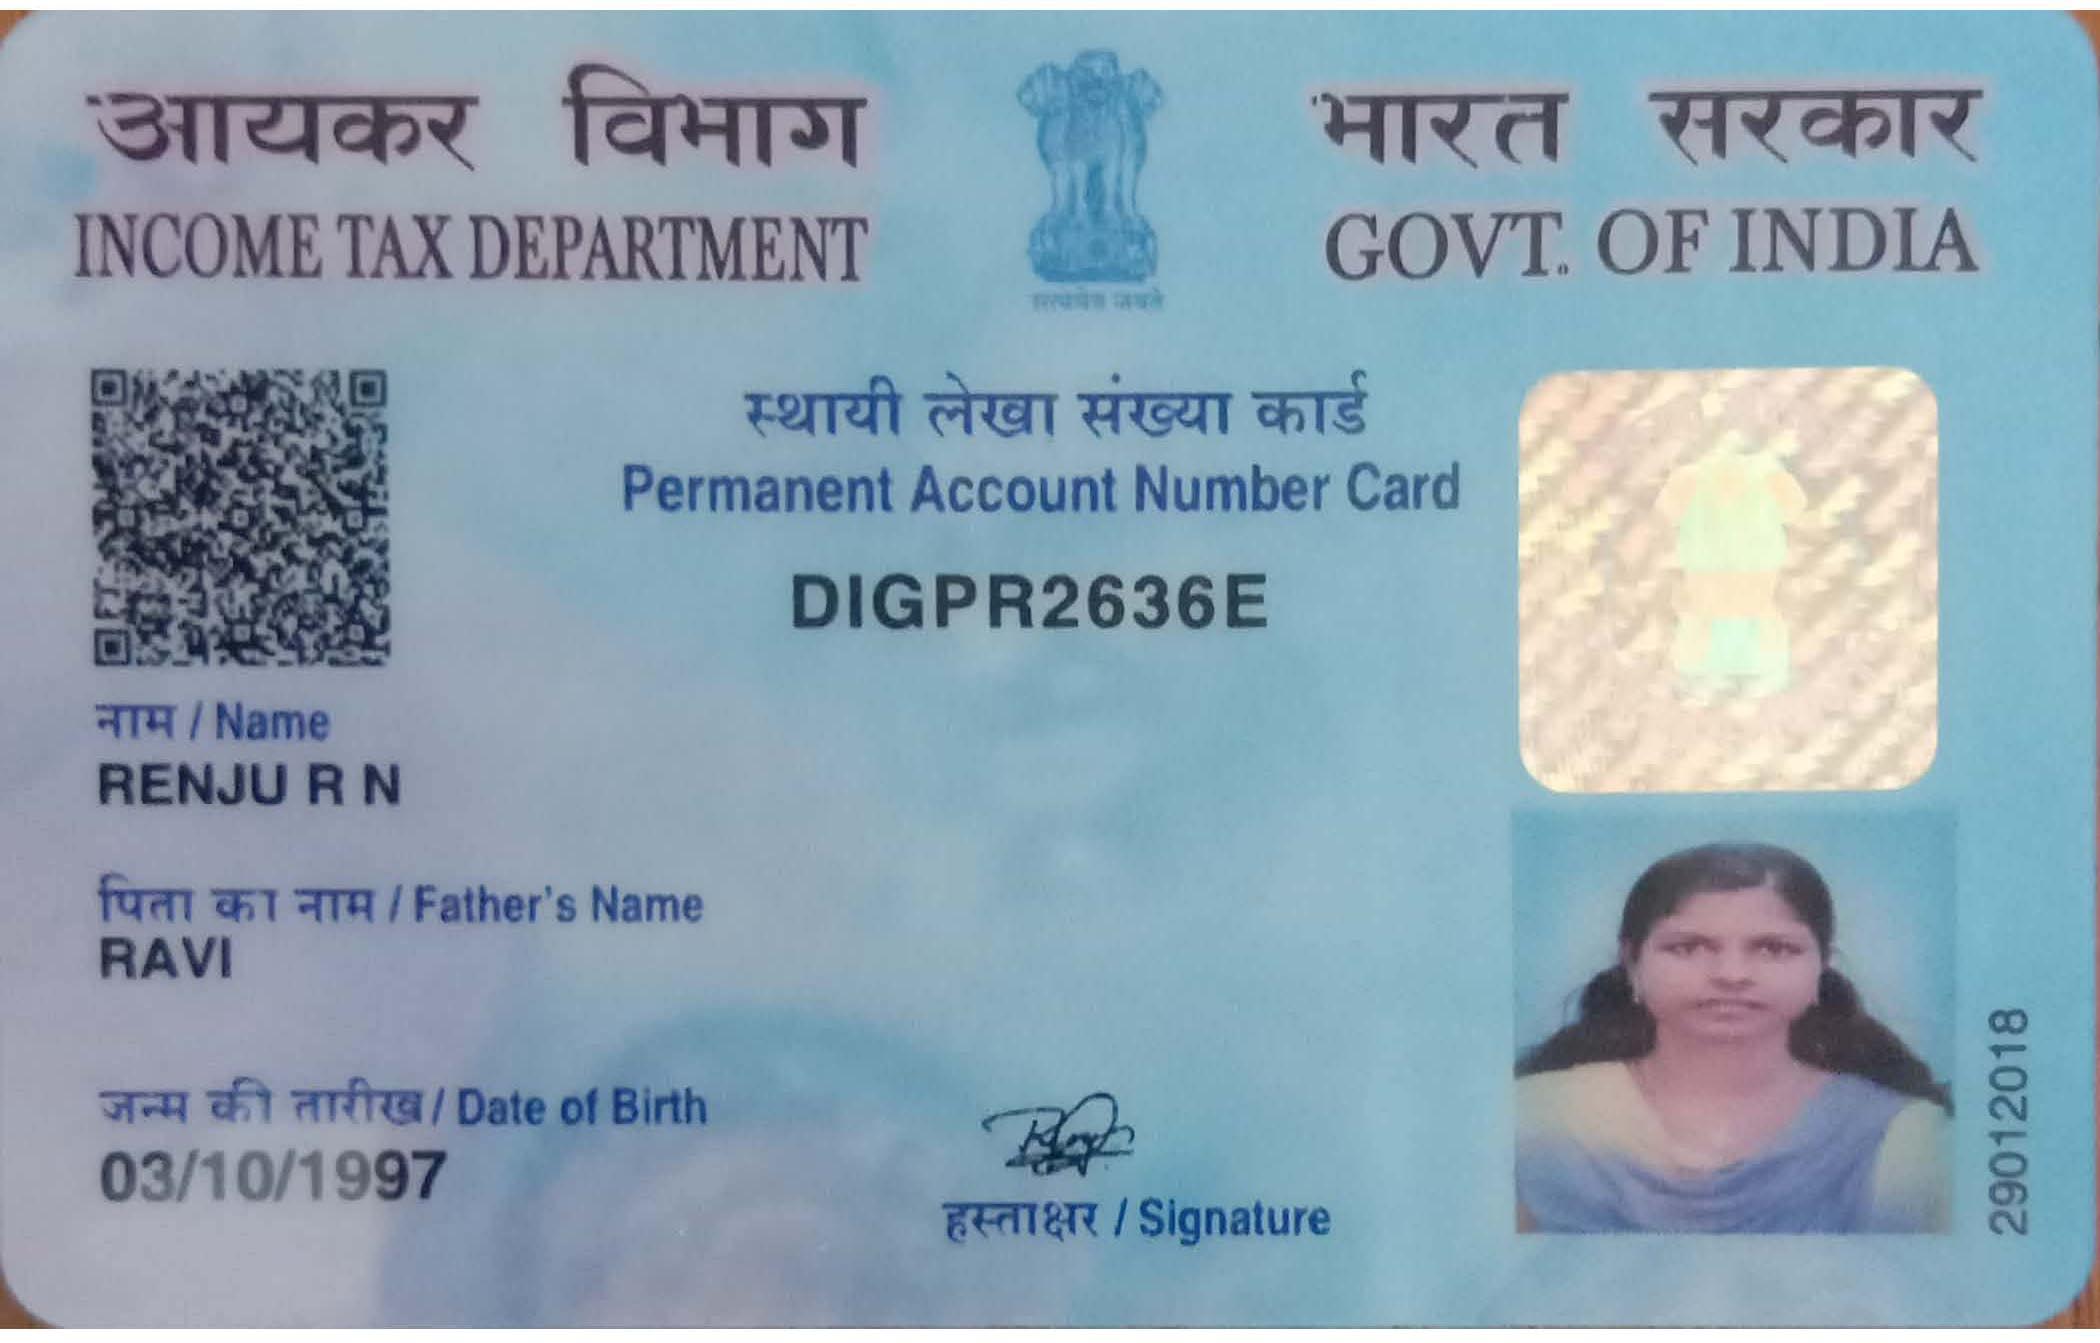 आयकर विभाग
INCOME TAX DEPARTMENT
सत्यमेव जयते
भारत सरकार
GOVT. OF INDIA
स्थायी लेखा संख्या कार्ड
Permanent Account Number Card
DIGPR2636E
नाम / Name
RENJU R N
पिता का नाम / Father's Name
RAVI
जन्म की तारीख / Date of Birth
03/10/1997
हस्ताक्षर / Signature
29012018